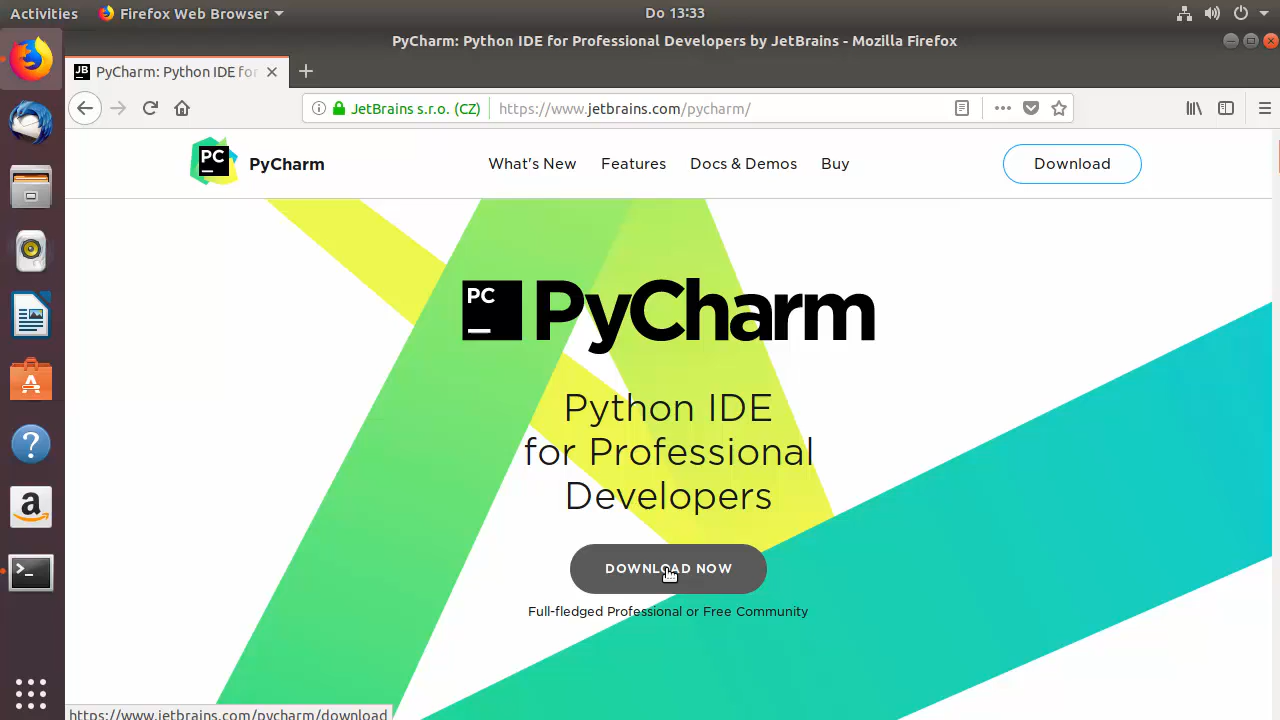 Activities
Firefox Web Browser
Do 13:33
PyCharm: Python IDE for Professional Developers by JetBrains - Mozilla Firefox
JB
PyCharm: Python IDE for
JetBrains s.r.o. (CZ)
https://www.jetbrains.com/pycharm/
PC
PyCharm
What's New
Features
Docs & Demos
Buy
Download
PC
PyCharm
Python IDE
for Professional
Developers
DOWNLOAD NOW
Full-fledged Professional or Free Community
https://www.jetbrains.com/pycharm/download